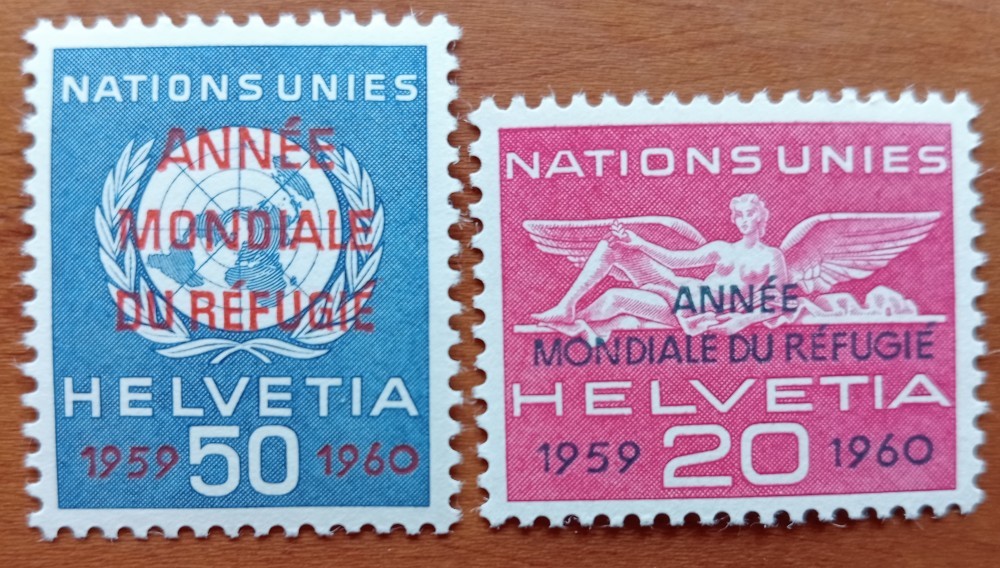 NATIONS UNIES
ANNÉE
MONDIALE
DU RÉFUGIÉ
HELVETIA
1959 50 1960
NATIONS UNIES
ANNÉE
MONDIALE DU RÉFUGIÉ
HELVETIA
1959 20 1960